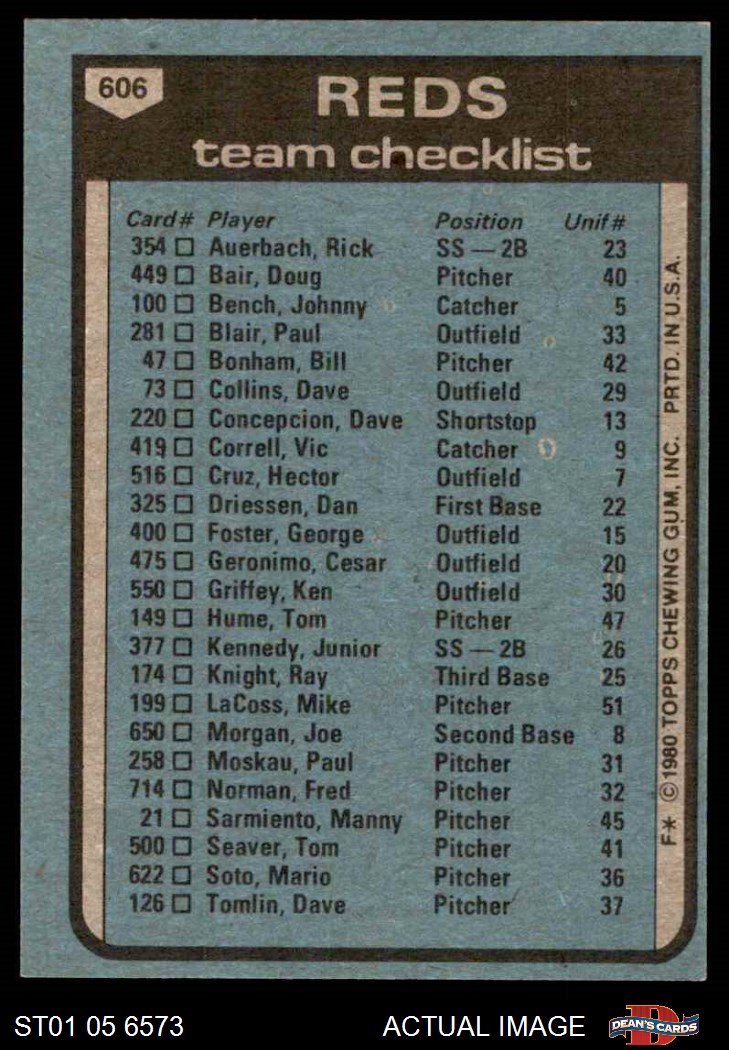 606
REDS
team checklist
Card# Player Position Unif#
354 □ Auerbach, Rick SS — 2B 23
449 □ Bair, Doug Pitcher 40
100 □ Bench, Johnny Catcher 5
281 □ Blair, Paul Outfield 33
47 □ Bonham, Bill Pitcher 42
73 □ Collins, Dave Outfield 29
220 □ Concepcion, Dave Shortstop 13
419 □ Correll, Vic Catcher 9
516 □ Cruz, Hector Outfield 7
325 □ Driessen, Dan First Base 22
400 □ Foster, George Outfield 15
475 □ Geronimo, Cesar Outfield 20
550 □ Griffey, Ken Outfield 30
149 □ Hume, Tom Pitcher 47
377 □ Kennedy, Junior SS — 2B 26
174 □ Knight, Ray Third Base 25
199 □ LaCoss, Mike Pitcher 51
650 □ Morgan, Joe Second Base 8
258 □ Moskau, Paul Pitcher 31
714 □ Norman, Fred Pitcher 32
21 □ Sarmiento, Manny Pitcher 45
500 □ Seaver, Tom Pitcher 41
622 □ Soto, Mario Pitcher 36
126 □ Tomlin, Dave Pitcher 37
F* ©1980 TOPPS CHEWING GUM, INC. PRTD. IN U.S.A.
ST01 05 6573 ACTUAL IMAGE
D
DEAN'S CARDS